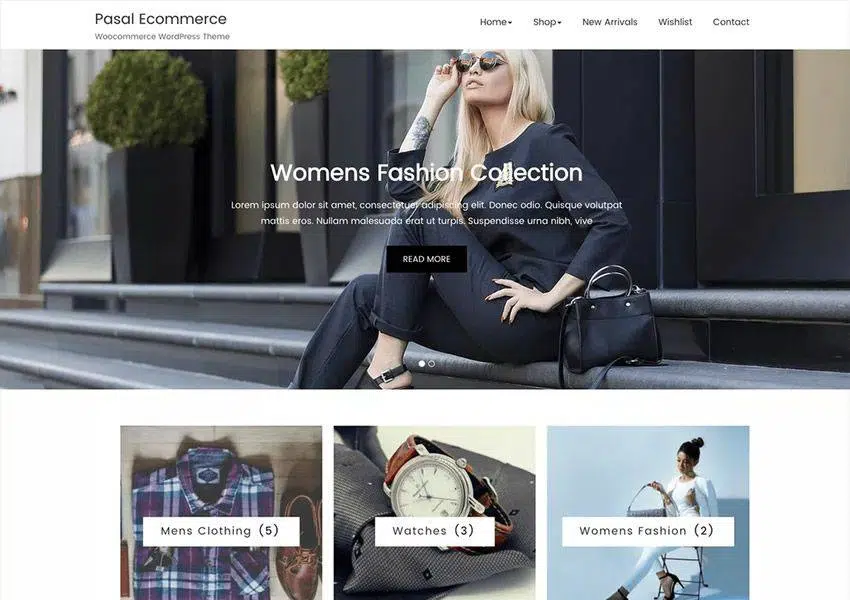 Pasal Ecommerce
Woocommerce WordPress Theme
Home
Shop
New Arrivals
Wishlist
Contact
Womens Fashion Collection
Lorem ipsum dolor sit amet, consectetuer adipiscing elit. Donec odio. Quisque volutpat
mattis eros. Nullam malesuada erat ut turpis. Suspendisse urna nibh, vive
READ MORE
Mens Clothing (5)
Watches (3)
Womens Fashion (2)